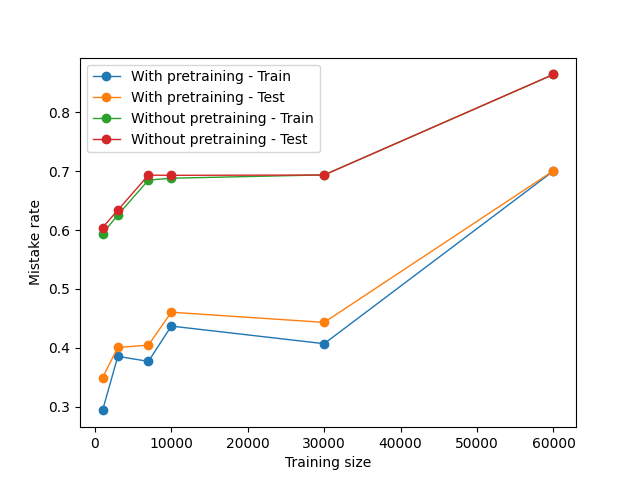 With pretraining - Train
With pretraining - Test
Without pretraining - Train
Without pretraining - Test
0.8
0.7
0.6
0.5
0.4
0.3
Mistake rate
0 10000 20000 30000 40000 50000 60000
Training size